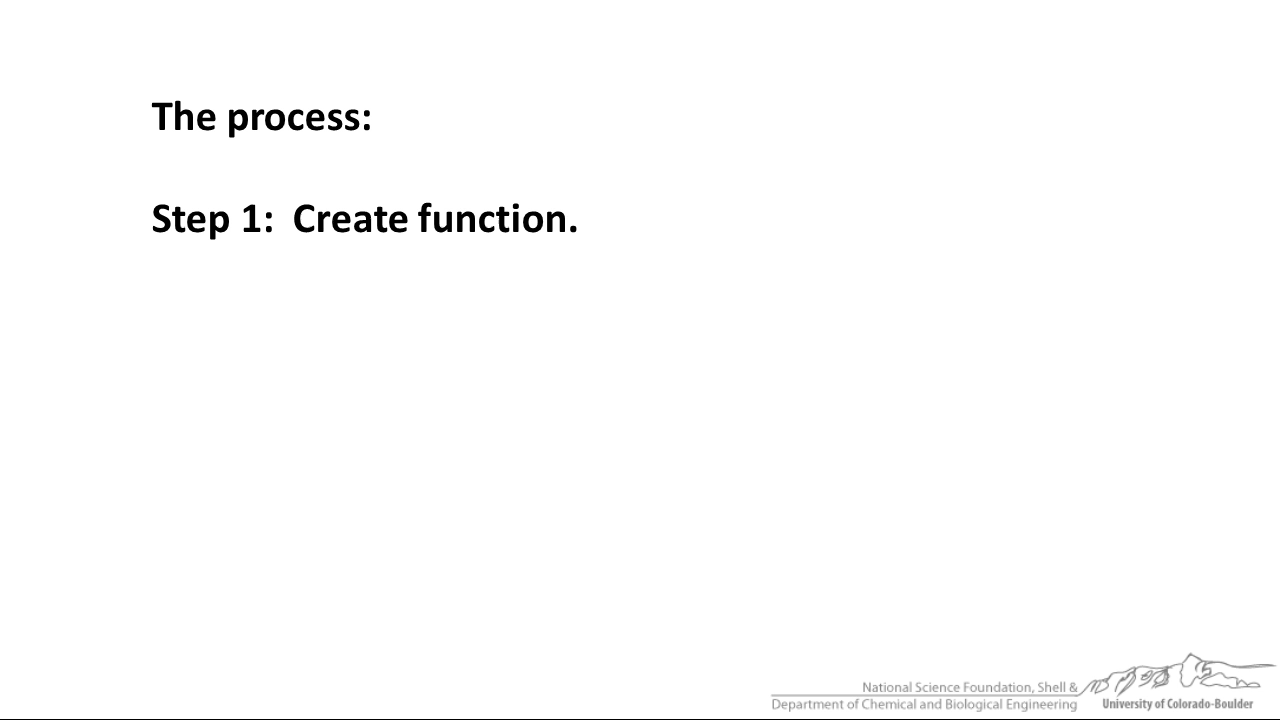 The process:
Step 1:  Create function.
National Science Foundation, Shell &
Department of Chemical and Biological Engineering
University of Colorado-Boulder